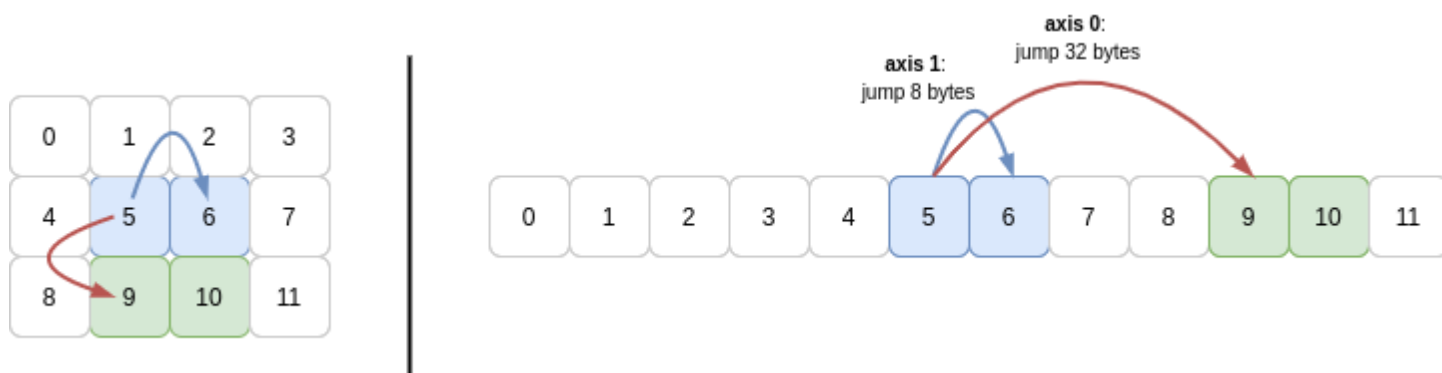 0 1 2 3
4 5 6 7
8 9 10 11
axis 0:
jump 32 bytes
axis 1:
jump 8 bytes
0 1 2 3 4 5 6 7 8 9 10 11